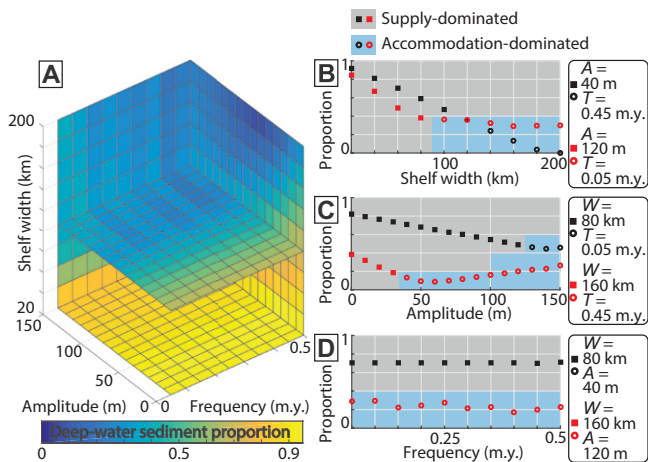 Supply-dominated
Accommodation-dominated
A
200
Shelf width (km)
20
150
100
50
0
0
0.5
Amplitude (m)
Frequency (m.y.)
Deep-water sediment proportion
0
0.5
0.9
B
1
Proportion
0
0
100
200
Shelf width (km)
A =
40 m
T =
0.45 m.y.
A =
120 m
T =
0.05 m.y.
C
1
Proportion
0
0
50
100
150
Amplitude (m)
W =
80 km
T =
0.05 m.y.
W =
160 km
T =
0.45 m.y.
D
1
Proportion
0
0.25
0.5
Frequency (m.y.)
W =
80 km
A =
40 m
W =
160 km
A =
120 m